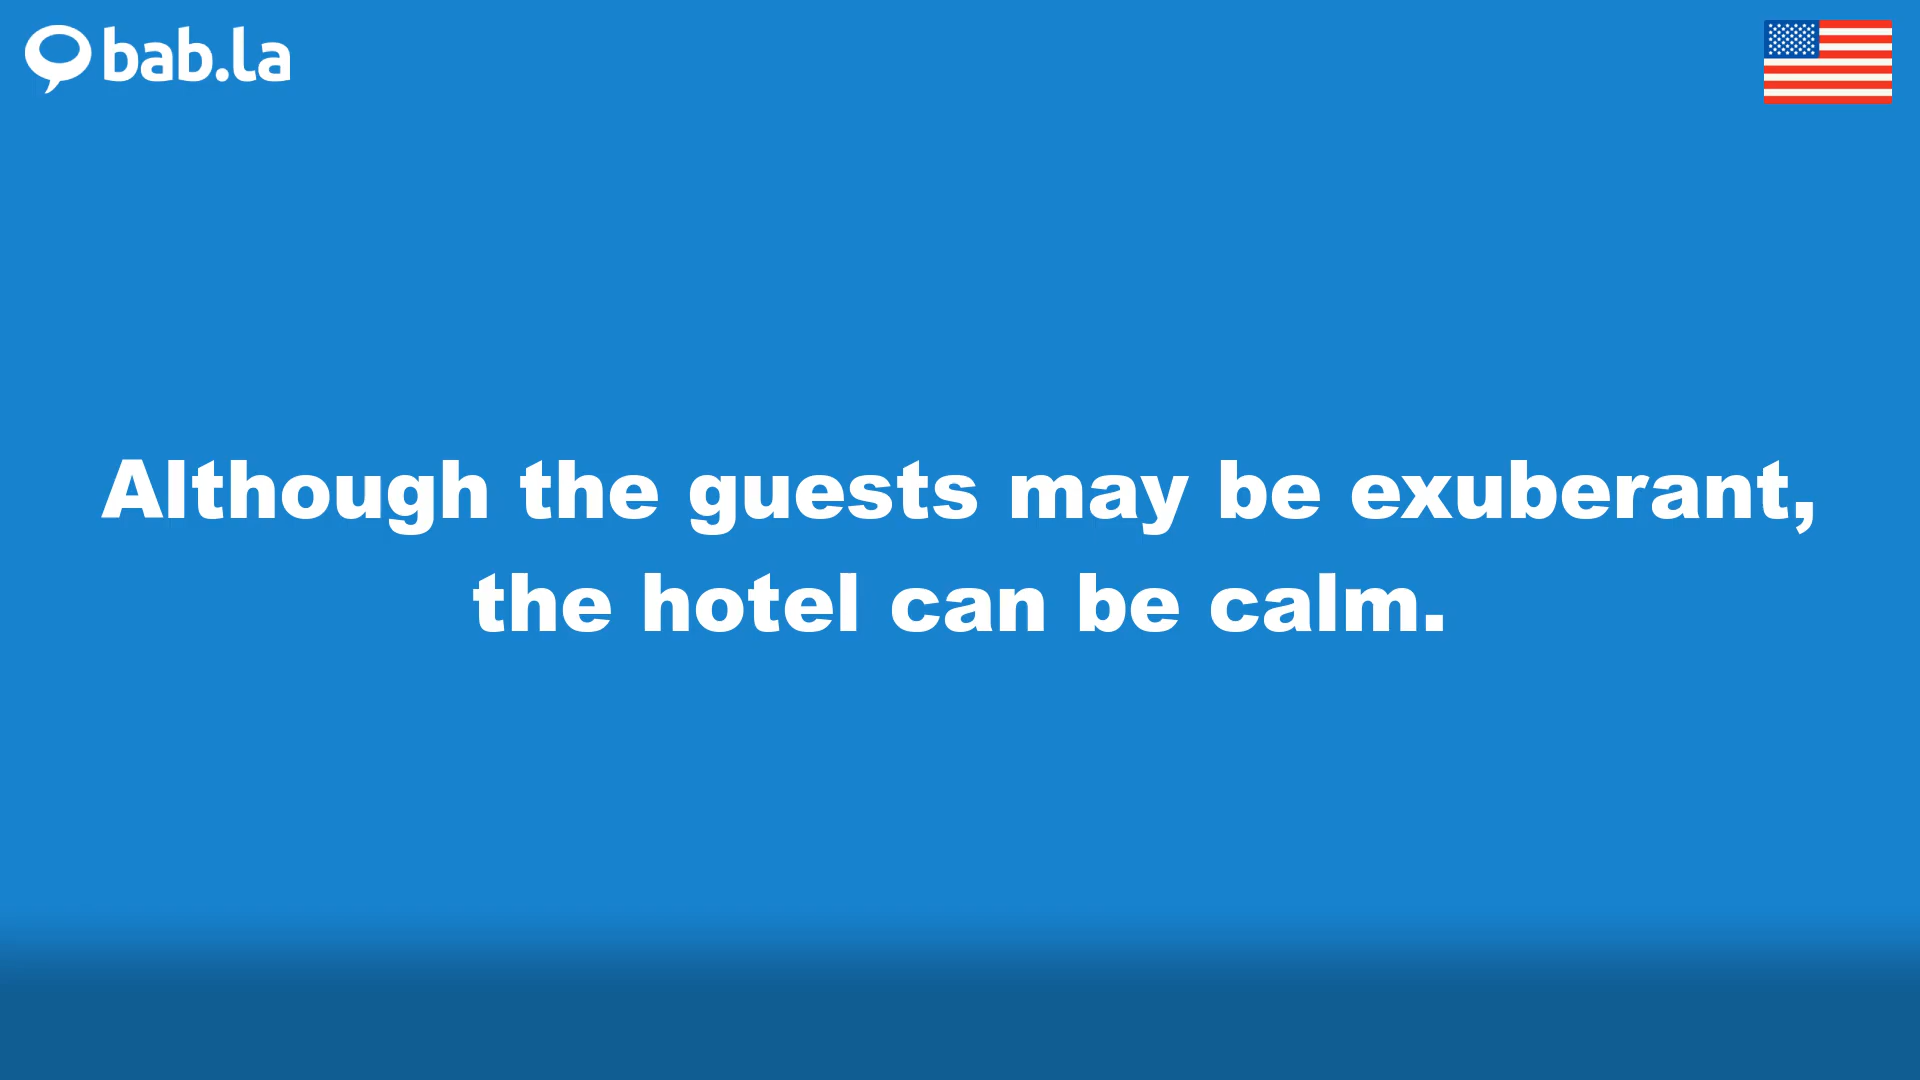 bab.la
Although the guests may be exuberant,
the hotel can be calm.